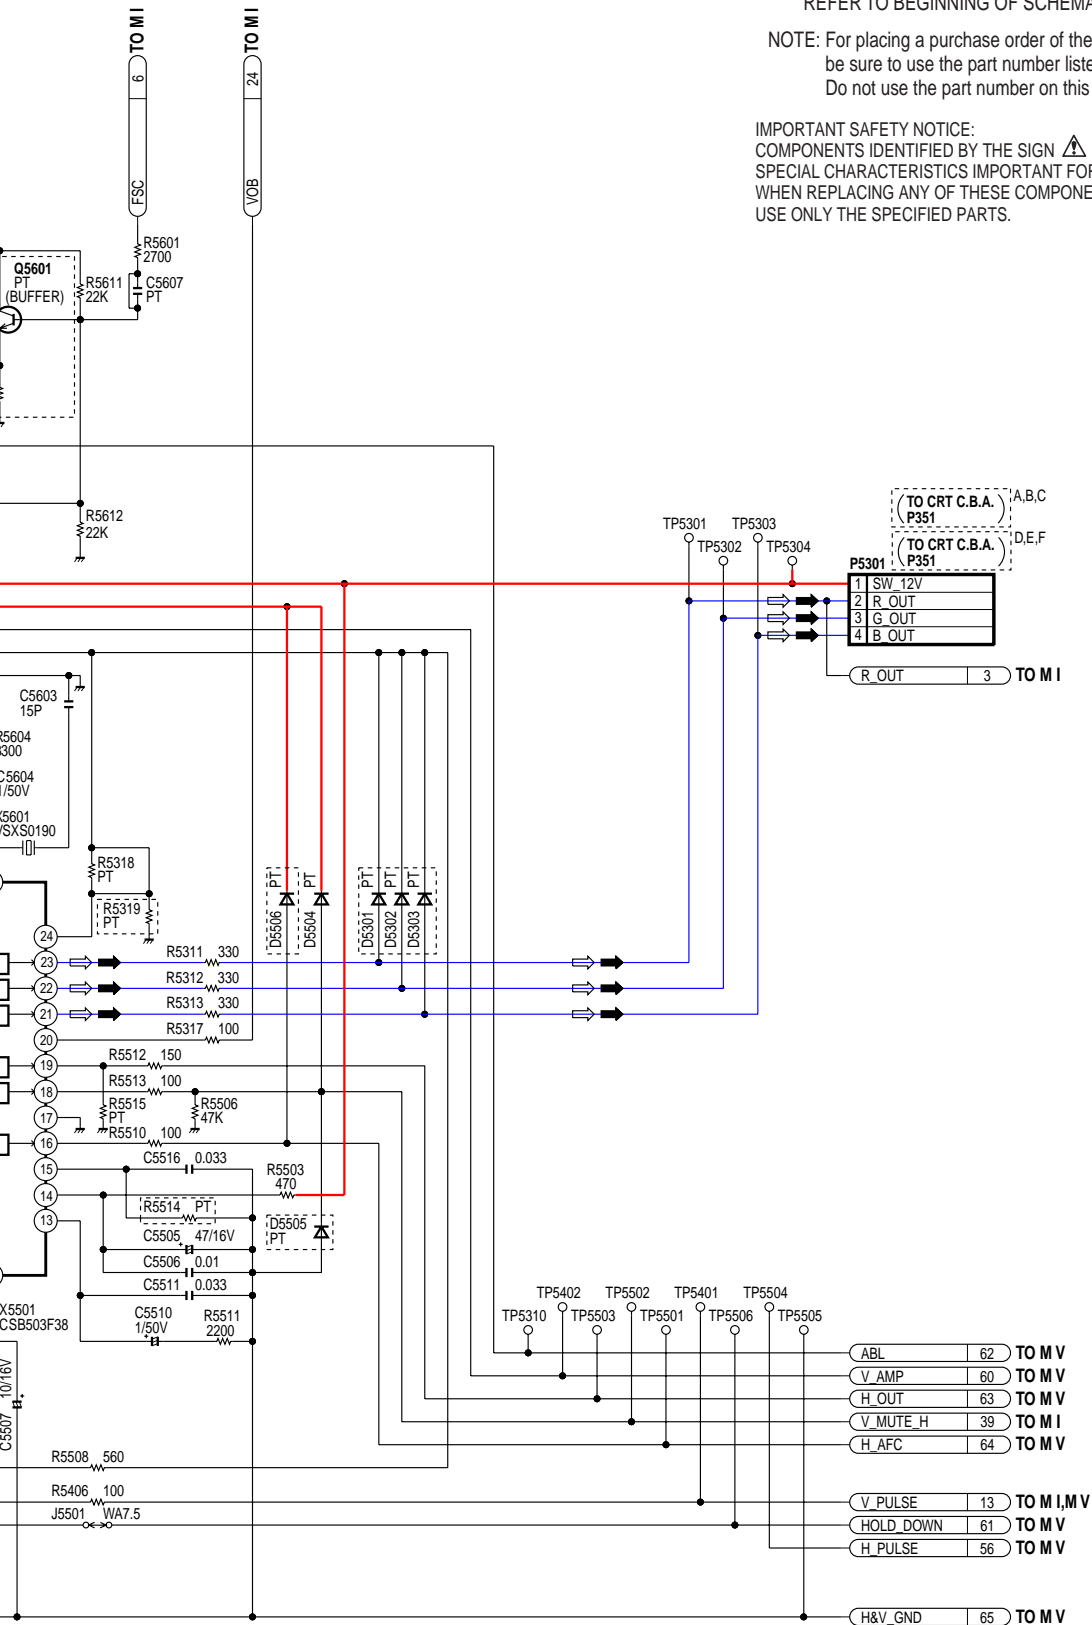 REFER TO BEGINNING OF SCHEMA
NOTE: For placing a purchase order of the
be sure to use the part number liste
Do not use the part number on this
IMPORTANT SAFETY NOTICE:
COMPONENTS IDENTIFIED BY THE SIGN
SPECIAL CHARACTERISTICS IMPORTANT FOR
WHEN REPLACING ANY OF THESE COMPONE
USE ONLY THE SPECIFIED PARTS.
TO M I
6
FSC
TO M I
24
VOB
R5601
2700
Q5601
PT
(BUFFER)
R5611
22K
C5607
PT
R5612
22K
(TO CRT C.B.A.
P351) A,B,C
(TO CRT C.B.A.
P351) D,E,F
TP5301
TP5303
TP5302
TP5304
P5301
1 SW_12V
2 R_OUT
3 G_OUT
4 B_OUT
R_OUT 3 TO M I
C5603
15P
R5604
3300
C5604
1/50V
X5601
VSXS0190
R5318
PT
R5319
PT
D5506 PT
D5504 PT
D5301 PT
D5302 PT
D5303 PT
24
23 R5311 330
22 R5312 330
21 R5313 330
20 R5317 100
19 R5512 150
18 R5513 100
R5515
PT
R5506
47K
17
16 R5510 100
15 C5516 0.033
R5503
470
14
R5514 PT
13
D5505
PT
C5505 47/16V
C5506 0.01
C5511 0.033
X5501
CSB503F38
C5510
1/50V
R5511
2200
C5507 10/16V
TP5402
TP5502
TP5401
TP5504
TP5310
TP5503
TP5501
TP5506
TP5505
ABL 62 TO M V
V_AMP 60 TO M V
H_OUT 63 TO M V
V_MUTE_H 39 TO M I
H_AFC 64 TO M V
R5508 560
R5406 100
J5501 WA7.5
V_PULSE 13 TO M I,M V
HOLD_DOWN 61 TO M V
H_PULSE 56 TO M V
H&V_GND 65 TO M V